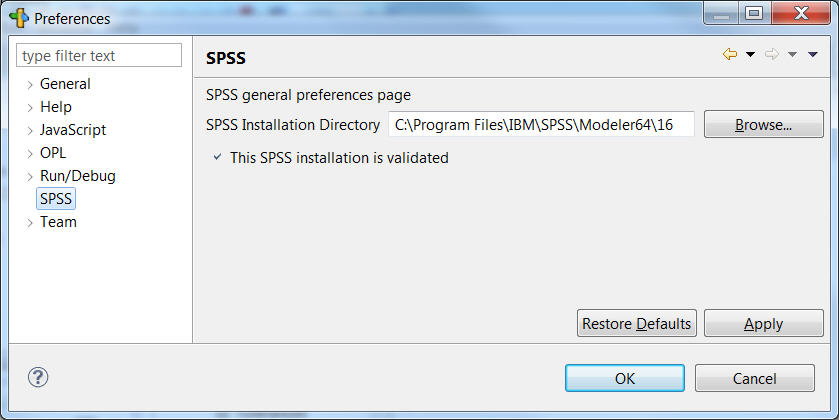 Preferences
type filter text
General
Help
JavaScript
OPL
Run/Debug
SPSS
Team
SPSS
SPSS general preferences page
SPSS Installation Directory C:\Program Files\IBM\SPSS\Modeler64\16 Browse...
This SPSS installation is validated
Restore Defaults Apply
? OK Cancel